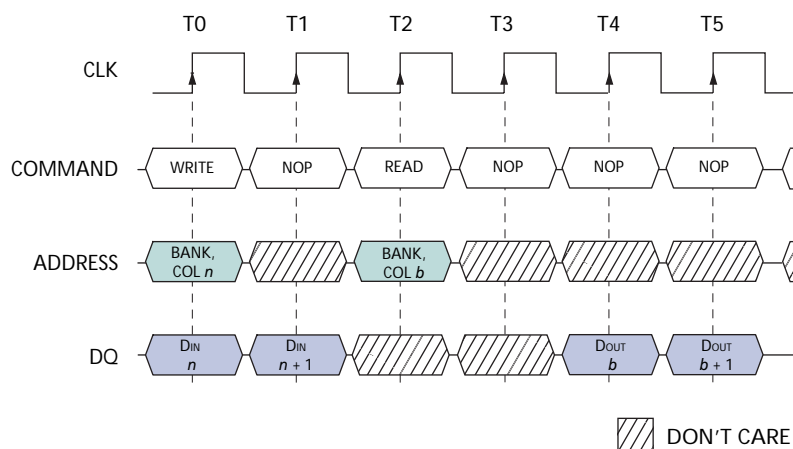 T0 T1 T2 T3 T4 T5
CLK
COMMAND WRITE NOP READ NOP NOP NOP
ADDRESS BANK, COL n BANK, COL b
DQ DIN n DIN n + 1 DOUT b DOUT b + 1
DON'T CARE